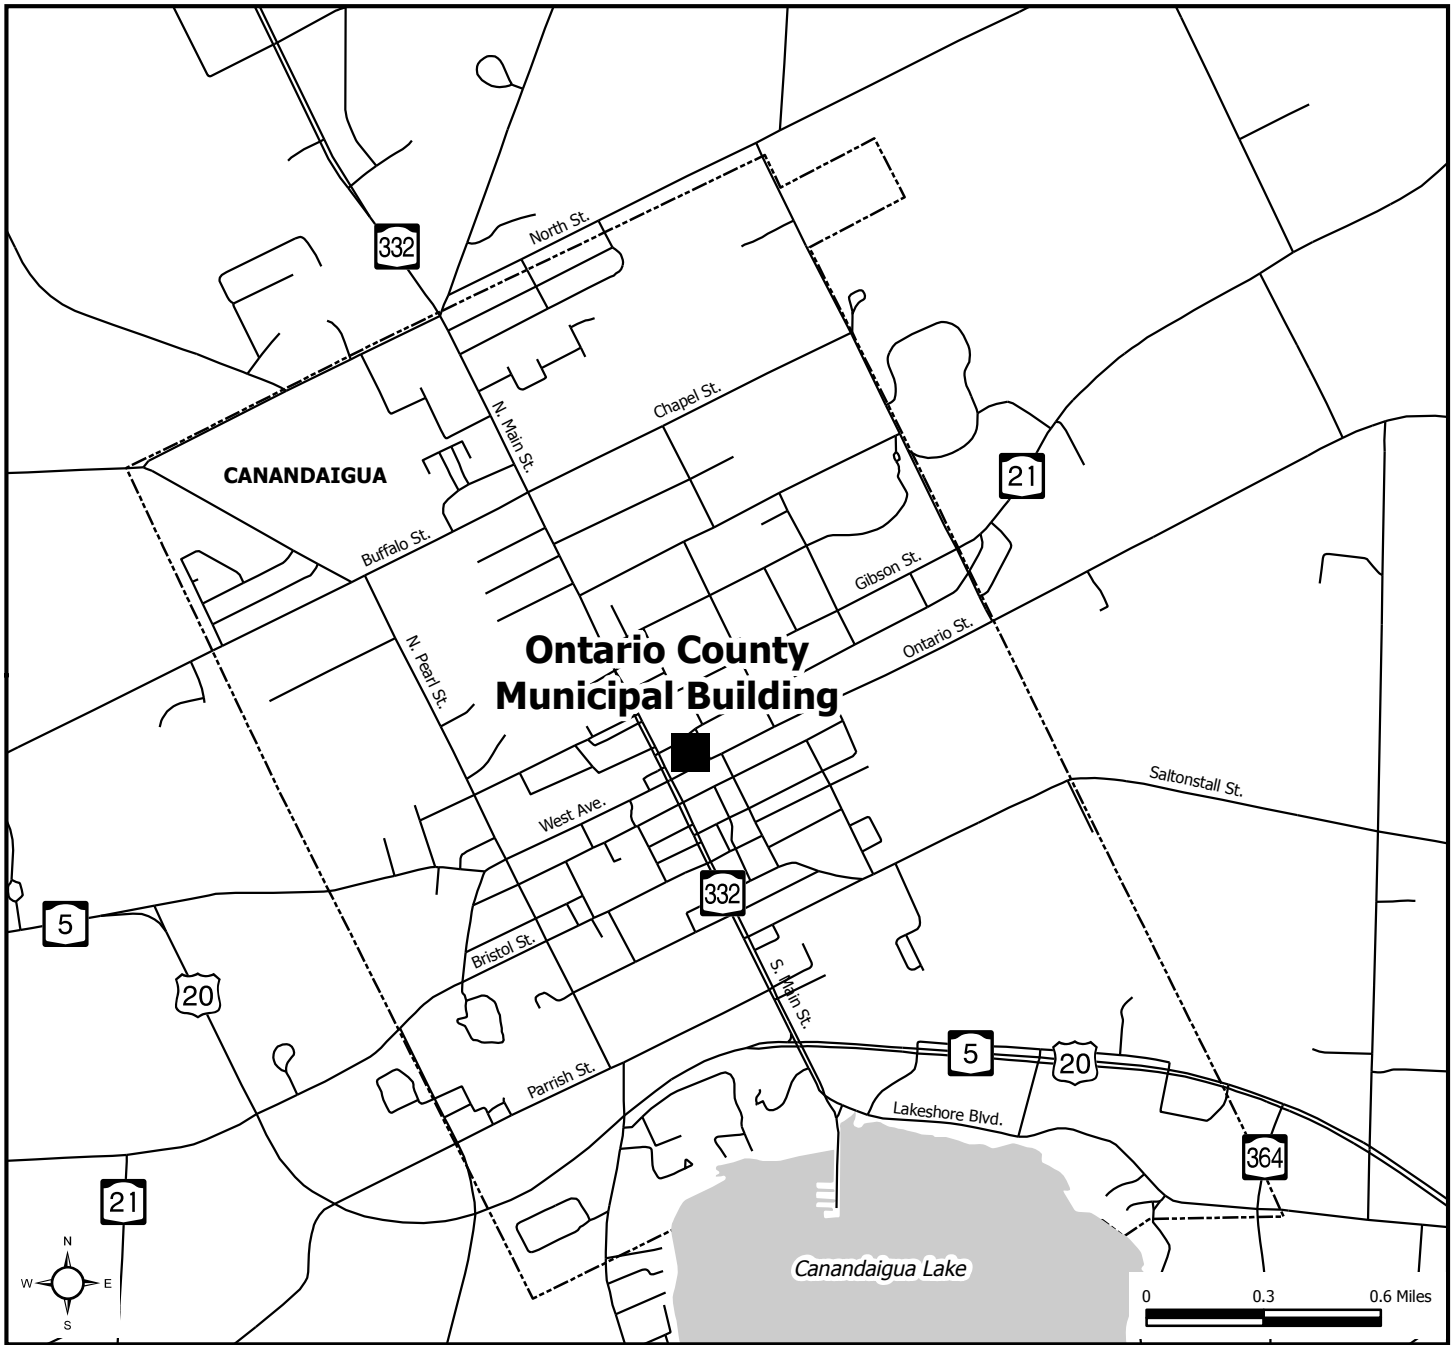 North St.
332
Chapel St.
N. Main St.
CANANDAIGUA
21
Buffalo St.
Gibson St.
Ontario St.
N. Pearl St.
Ontario County
Municipal Building
Saltonstall St.
West Ave.
332
5
Bristol St.
20
S. Main St.
5
20
Parrish St.
Lakeshore Blvd.
364
21
N
W
E
S
Canandaigua Lake
0 0.3 0.6 Miles